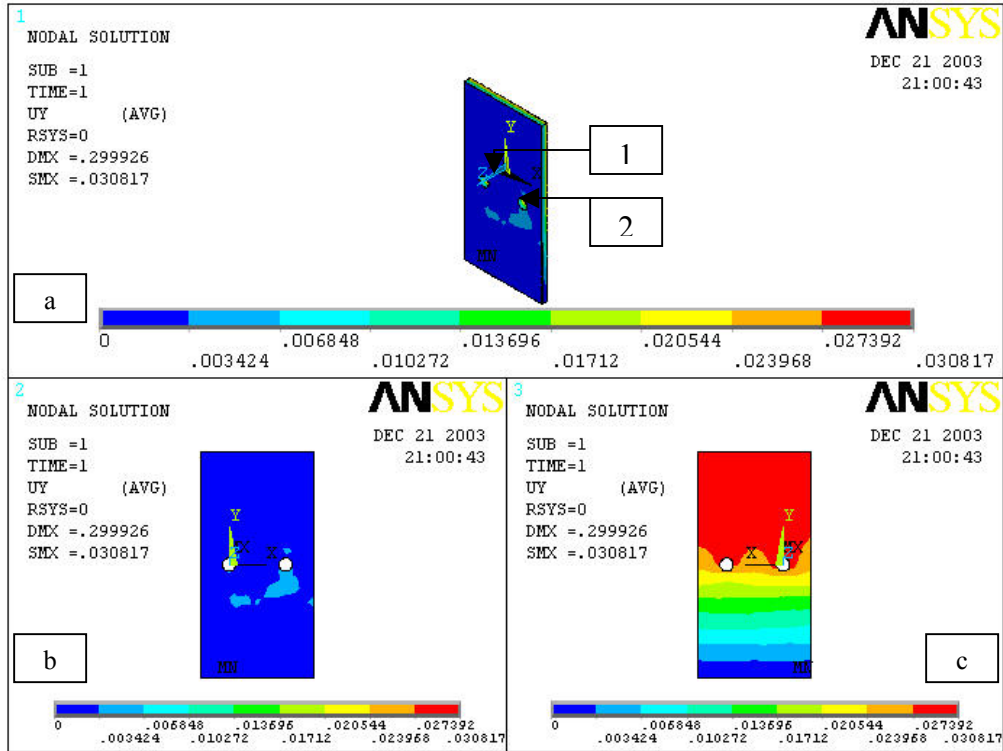 1
ANSYS
NODAL SOLUTION
SUB =1
TIME=1
UY (AVG)
RSYS=0
DMX =.299926
SMX =.030817
DEC 21 2003
21:00:43
Y
Z
X
MN
1
2
a
0 .006848 .013696 .020544 .027392
.003424 .010272 .01712 .023968 .030817
2
ANSYS
NODAL SOLUTION
SUB =1
TIME=1
UY (AVG)
RSYS=0
DMX =.299926
SMX =.030817
DEC 21 2003
21:00:43
Y
Z
MX
X
MN
b
0 .006848 .013696 .020544 .027392
.003424 .010272 .01712 .023968 .030817
3
ANSYS
NODAL SOLUTION
SUB =1
TIME=1
UY (AVG)
RSYS=0
DMX =.299926
SMX =.030817
DEC 21 2003
21:00:43
Y
X
MX
Z
MN
c
0 .006848 .013696 .020544 .027392
.003424 .010272 .01712 .023968 .030817